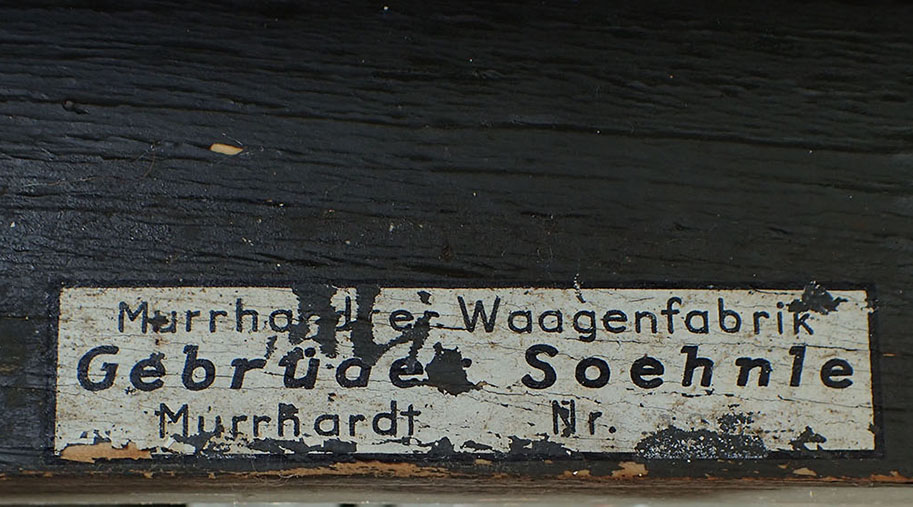 Murrhardter Waagenfabrik
Gebrüder Soehnle
Murrhardt Nr.